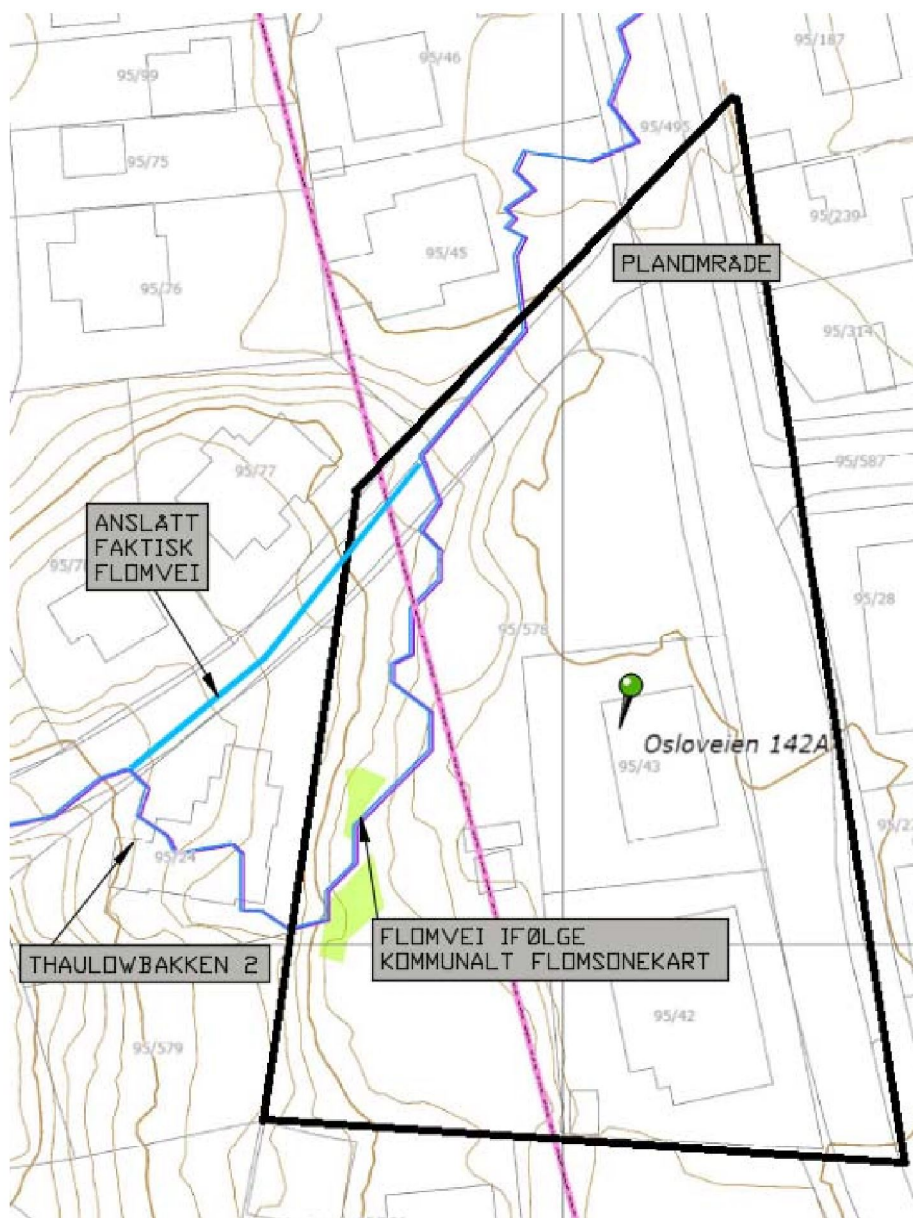 95/187
95/46
95/99
95/495
95/75
95/239
95/45
PLANOMRÅDE
95/76
95/314
95/77
95/587
ANSLÅTT
FAKTISK
FLOMVEI
95/28
95/578
Osloveien 142A
95/43
95/24
FLOMVEI IFØLGE
KOMMUNALT FLOMSONEKART
THAULOWBAKKEN 2
95/42
95/579